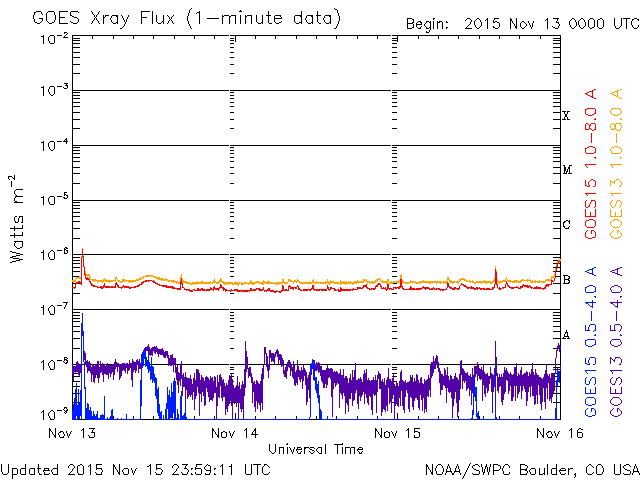 GOES Xray Flux (1-minute data)
Begin: 2015 Nov 13 0000 UTC
Watts m-2
10-2
10-3
10-4
10-5
10-6
10-7
10-8
10-9
X
M
C
B
A
GOES15 1.0-8.0 A
GOES13 1.0-8.0 A
GOES15 0.5-4.0 A
GOES13 0.5-4.0 A
Nov 13
Nov 14
Nov 15
Nov 16
Universal Time
Updated 2015 Nov 15 23:59:11 UTC
NOAA/SWPC Boulder, CO USA